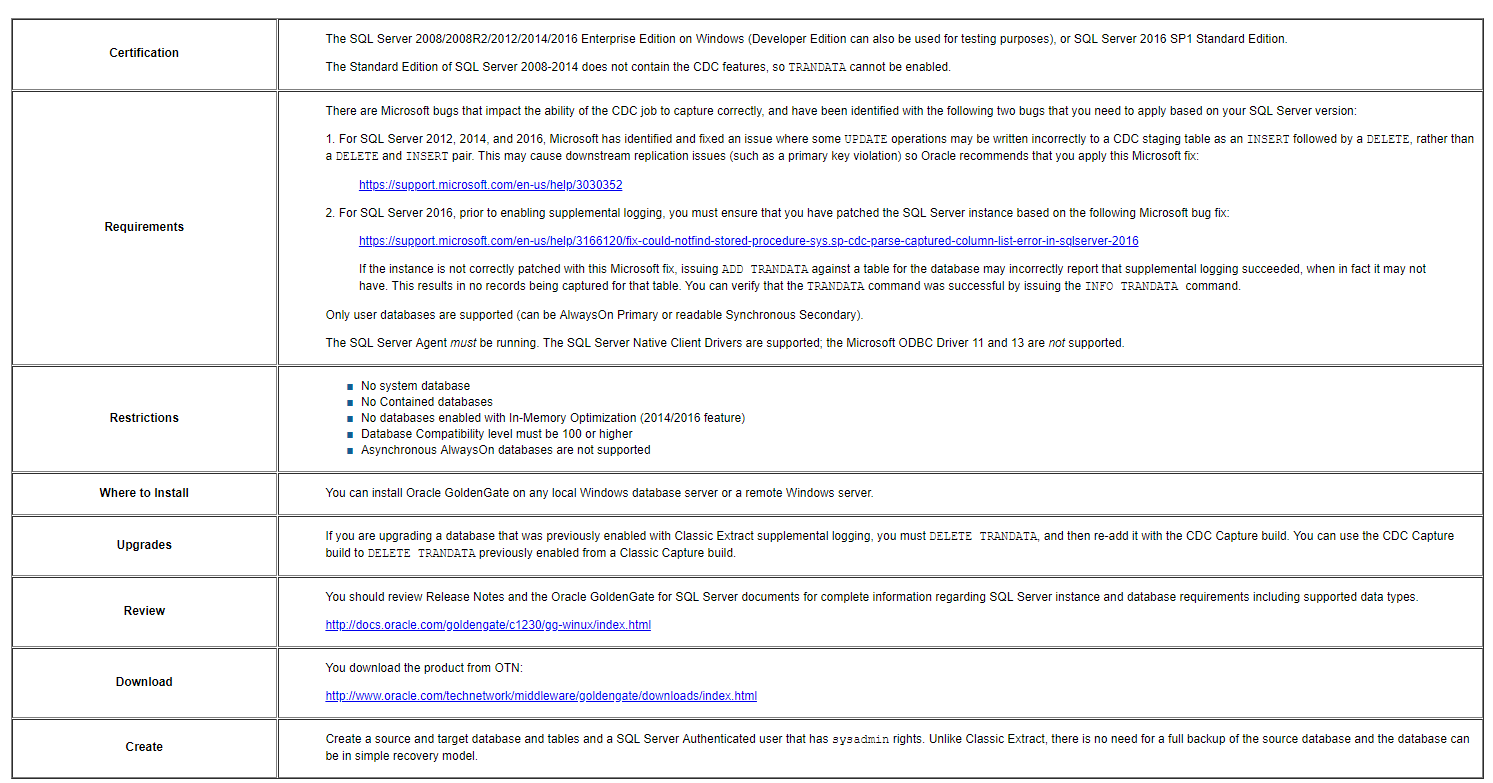 Certification
The SQL Server 2008/2008R2/2012/2014/2016 Enterprise Edition on Windows (Developer Edition can also be used for testing purposes), or SQL Server 2016 SP1 Standard Edition.
The Standard Edition of SQL Server 2008-2014 does not contain the CDC features, so TRANDATA cannot be enabled.
Requirements
There are Microsoft bugs that impact the ability of the CDC job to capture correctly, and have been identified with the following two bugs that you need to apply based on your SQL Server version:
1. For SQL Server 2012, 2014, and 2016, Microsoft has identified and fixed an issue where some UPDATE operations may be written incorrectly to a CDC staging table as an INSERT followed by a DELETE, rather than
a DELETE and INSERT pair. This may cause downstream replication issues (such as a primary key violation) so Oracle recommends that you apply this Microsoft fix:
https://support.microsoft.com/en-us/help/3030352
2. For SQL Server 2016, prior to enabling supplemental logging, you must ensure that you have patched the SQL Server instance based on the following Microsoft bug fix:
https://support.microsoft.com/en-us/help/3166120/fix-could-notfind-stored-procedure-sys.sp-cdc-parse-captured-column-list-error-in-sqlserver-2016
If the instance is not correctly patched with this Microsoft fix, issuing ADD TRANDATA against a table for the database may incorrectly report that supplemental logging succeeded, when in fact it may not
have. This results in no records being captured for that table. You can verify that the TRANDATA command was successful by issuing the INFO TRANDATA command.
Only user databases are supported (can be AlwaysOn Primary or readable Synchronous Secondary).
The SQL Server Agent must be running. The SQL Server Native Client Drivers are supported; the Microsoft ODBC Driver 11 and 13 are not supported.
Restrictions
■ No system database
■ No Contained databases
■ No databases enabled with In-Memory Optimization (2014/2016 feature)
■ Database Compatibility level must be 100 or higher
■ Asynchronous AlwaysOn databases are not supported
Where to Install
You can install Oracle GoldenGate on any local Windows database server or a remote Windows server.
Upgrades
If you are upgrading a database that was previously enabled with Classic Extract supplemental logging, you must DELETE TRANDATA, and then re-add it with the CDC Capture build. You can use the CDC Capture
build to DELETE TRANDATA previously enabled from a Classic Capture build.
Review
You should review Release Notes and the Oracle GoldenGate for SQL Server documents for complete information regarding SQL Server instance and database requirements including supported data types.
http://docs.oracle.com/goldengate/c1230/gg-winux/index.html
Download
You download the product from OTN:
http://www.oracle.com/technetwork/middleware/goldengate/downloads/index.html
Create
Create a source and target database and tables and a SQL Server Authenticated user that has sysadmin rights. Unlike Classic Extract, there is no need for a full backup of the source database and the database can
be in simple recovery model.